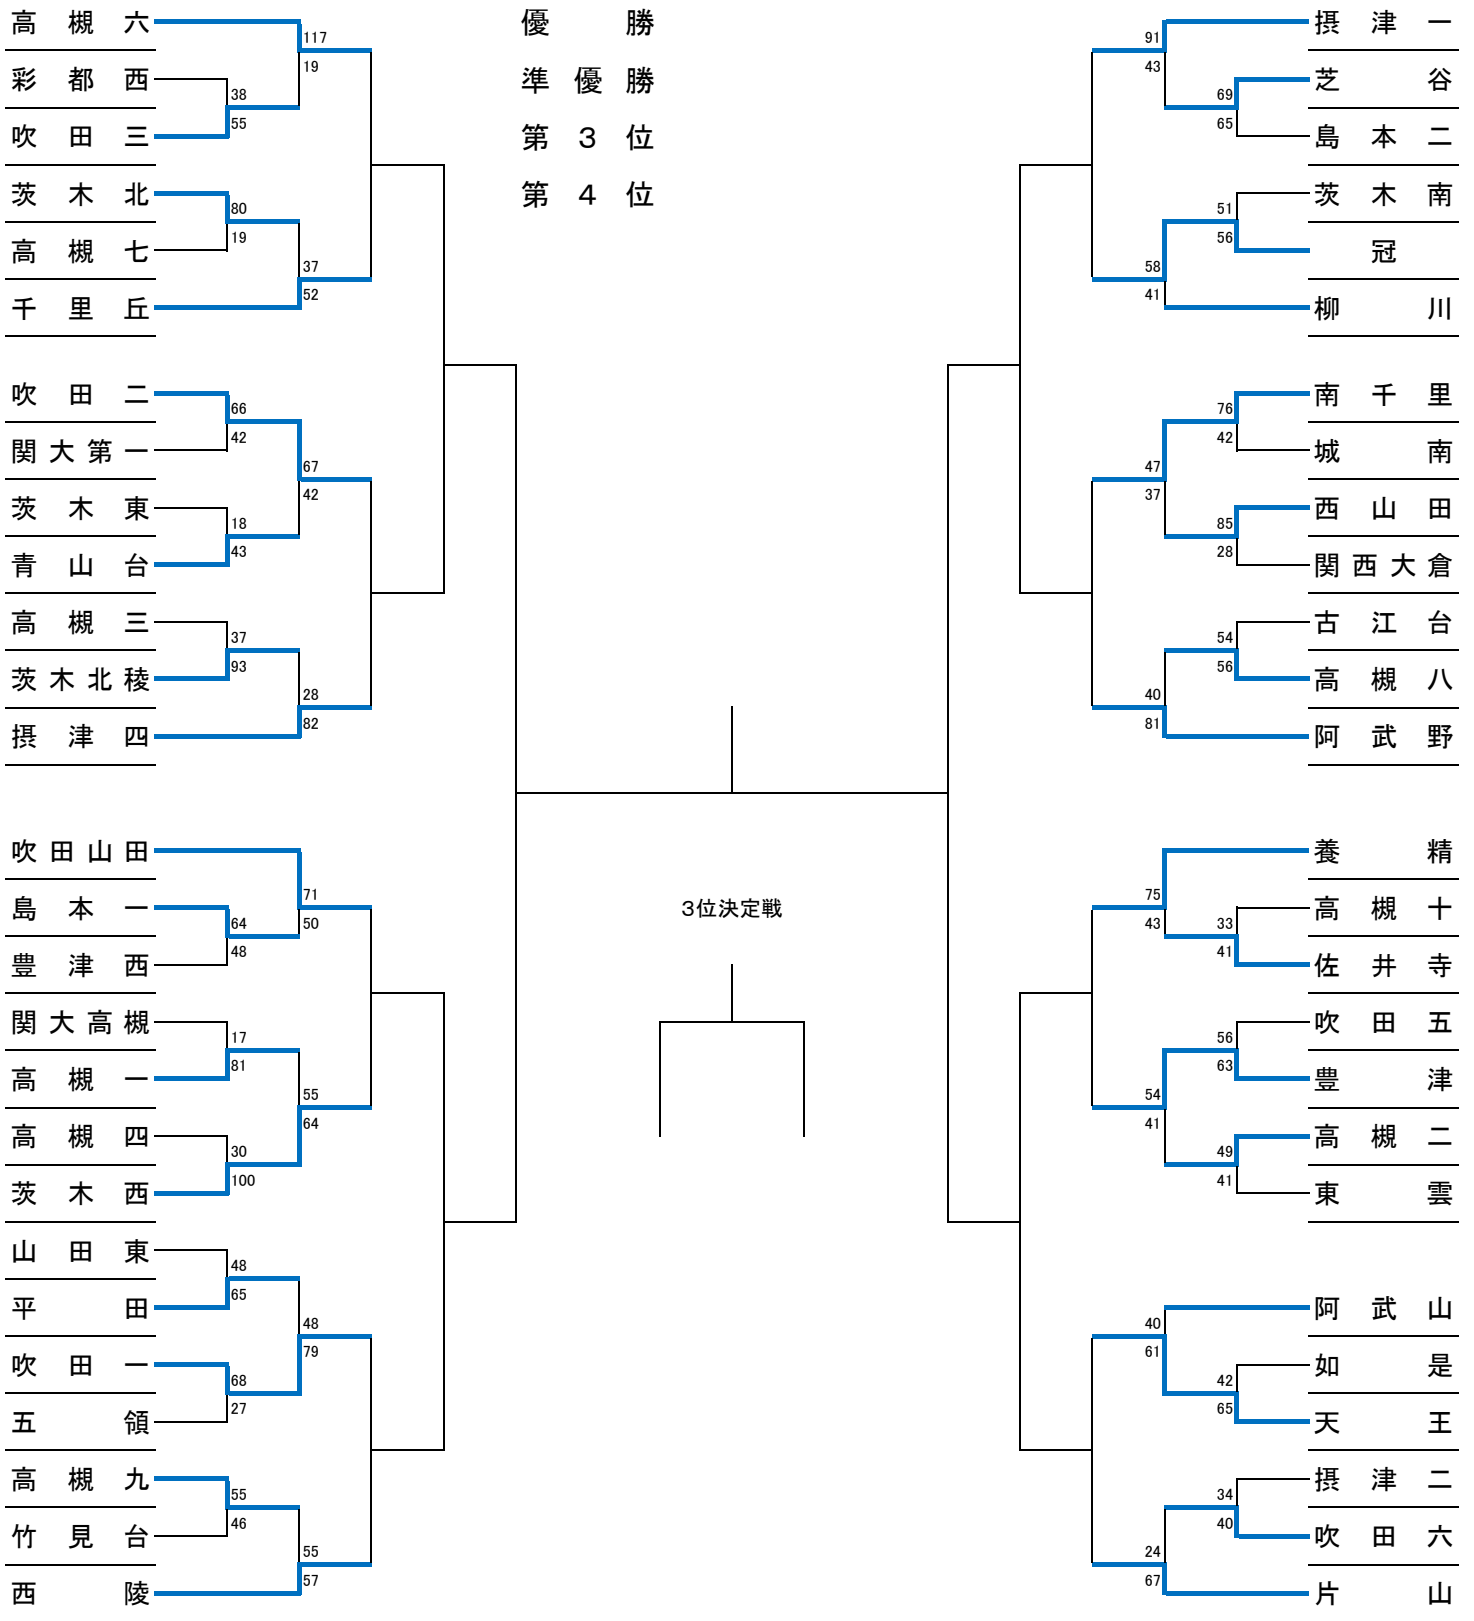 優勝
準優勝
第３位
第４位
高槻六
117
19
彩都西
38
55
吹田三
茨木北
80
19
高槻七
37
52
千里丘
吹田二
66
42
関大第一
67
42
茨木東
18
43
青山台
高槻三
37
93
茨木北稜
28
82
摂津四
吹田山田
71
50
島本一
64
48
豊津西
関大高槻
17
81
高槻一
55
64
高槻四
30
100
茨木西
山田東
48
65
平田
48
79
吹田一
68
27
五領
高槻九
55
46
竹見台
55
57
西陵
3位決定戦
摂津一
91
43
芝谷
69
65
島本二
茨木南
51
56
冠
58
41
柳川
南千里
76
42
城南
47
37
西山田
85
28
関西大倉
古江台
54
56
高槻八
40
81
阿武野
養精
75
43
高槻十
33
41
佐井寺
吹田五
56
63
豊津
54
41
高槻二
49
41
東雲
阿武山
40
61
如是
42
65
天王
摂津二
34
40
吹田六
24
67
片山